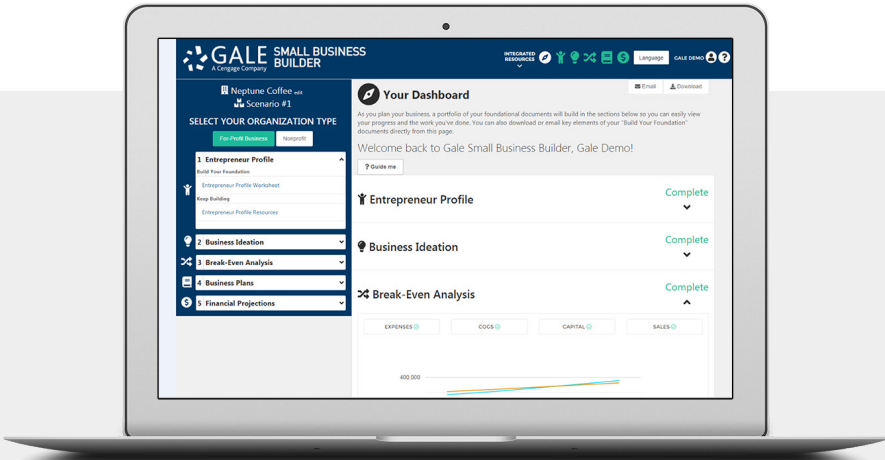 GALE SMALL BUSINESS BUILDER
A Cengage Company
INTEGRATED RESOURCES
Language
GALE DEMO
?
Neptune Coffee edit
Scenario #1
SELECT YOUR ORGANIZATION TYPE
For-Profit Business
Nonprofit
1 Entrepreneur Profile
Build Your Foundation
Entrepreneur Profile Worksheet
Keep Building
Entrepreneur Profile Resources
2 Business Ideation
3 Break-Even Analysis
4 Business Plans
5 Financial Projections
Email
Download
Your Dashboard
As you plan your business, a portfolio of your foundational documents will build in the sections below so you can easily view
your progress and the work you've done. You can also download or email key elements of your "Build Your Foundation"
documents directly from this page.
Welcome back to Gale Small Business Builder, Gale Demo!
? Guide me
Entrepreneur Profile
Complete
Business Ideation
Complete
Break-Even Analysis
Complete
EXPENSES
COGS
CAPITAL
SALES
400,000